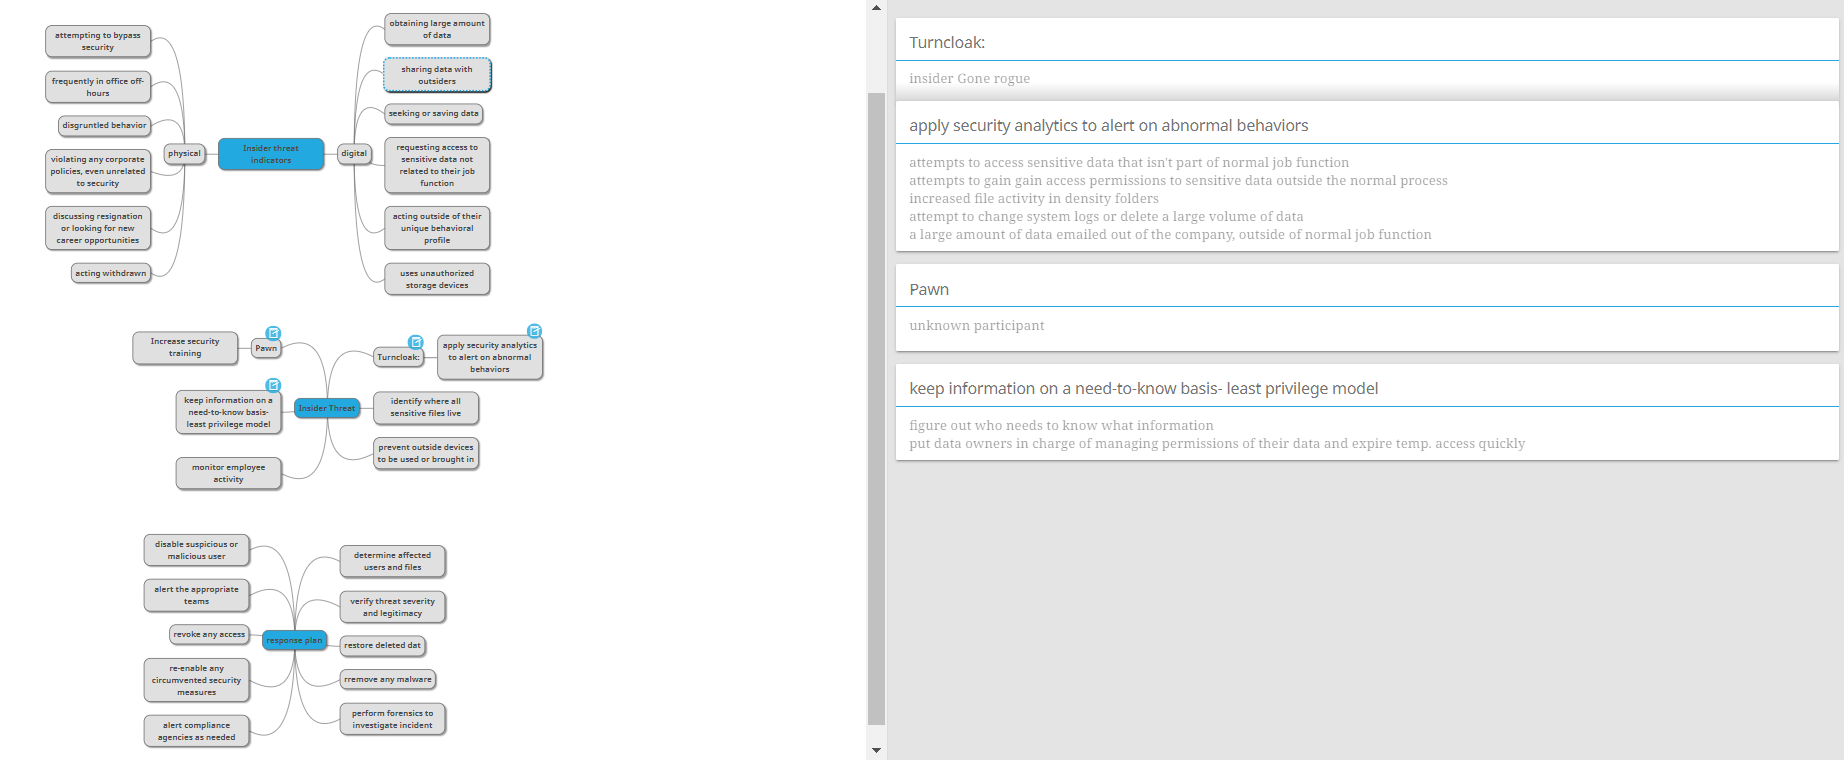 attempting to bypass
security
frequently in office off-
hours
disgruntled behavior
violating any corporate
policies, even unrelated
to security
discussing resignation
or looking for new
career opportunities
acting withdrawn
physical
Insider threat
indicators
digital
obtaining large amount
of data
sharing data with
outsiders
seeking or saving data
requesting access to
sensitive data not
related to their job
function
acting outside of their
unique behavioral
profile
uses unauthorized
storage devices
Increase security
training
Pawn
keep information on a
need-to-know basis-
least privilege model
monitor employee
activity
Insider Threat
Turncloak:
apply security analytics
to alert on abnormal
behaviors
identify where all
sensitive files live
prevent outside devices
to be used or brought in
disable suspicious or
malicious user
alert the appropriate
teams
revoke any access
re-enable any
circumvented security
measures
alert compliance
agencies as needed
response plan
determine affected
users and files
verify threat severity
and legitimacy
restore deleted dat
rremove any malware
perform forensics to
investigate incident
Turncloak:
insider Gone rogue
apply security analytics to alert on abnormal behaviors
attempts to access sensitive data that isn't part of normal job function
attempts to gain gain access permissions to sensitive data outside the normal process
increased file activity in density folders
attempt to change system logs or delete a large volume of data
a large amount of data emailed out of the company, outside of normal job function
Pawn
unknown participant
keep information on a need-to-know basis- least privilege model
figure out who needs to know what information
put data owners in charge of managing permissions of their data and expire temp. access quickly